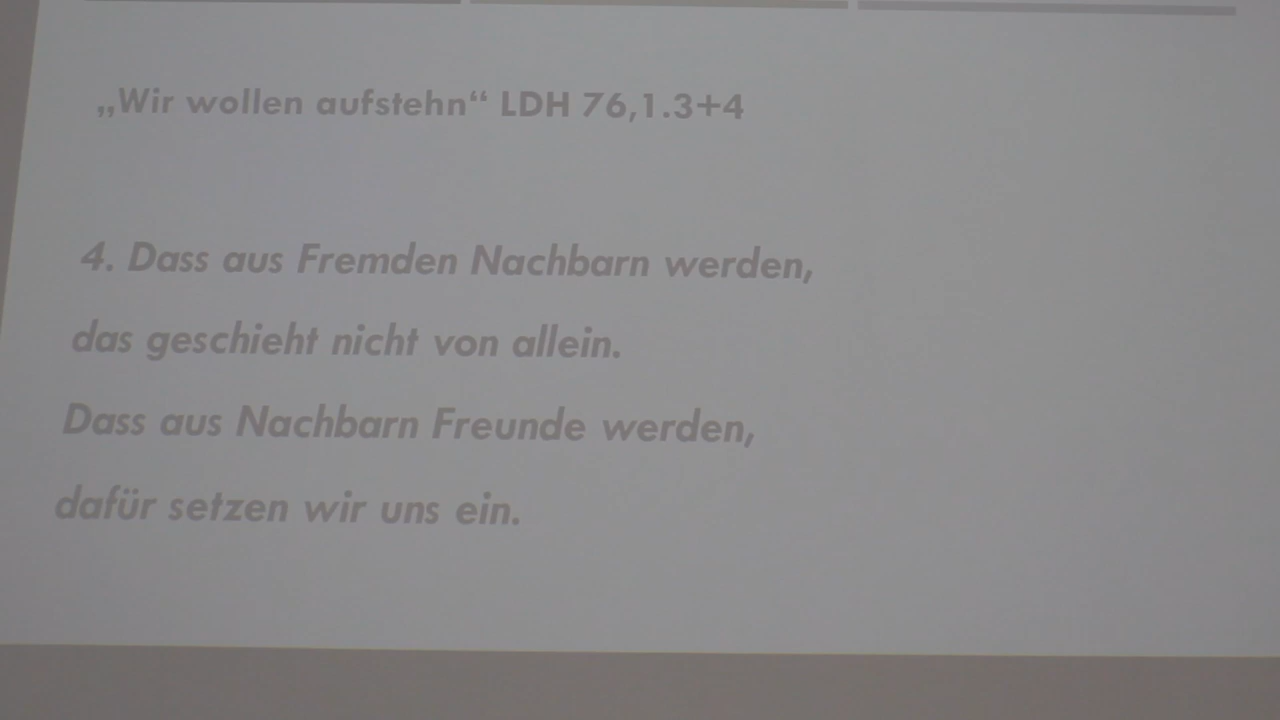 „Wir wollen aufstehn“ LDH 76,1.3+4
4. Dass aus Fremden Nachbarn werden,
das geschieht nicht von allein.
Dass aus Nachbarn Freunde werden,
dafür setzen wir uns ein.